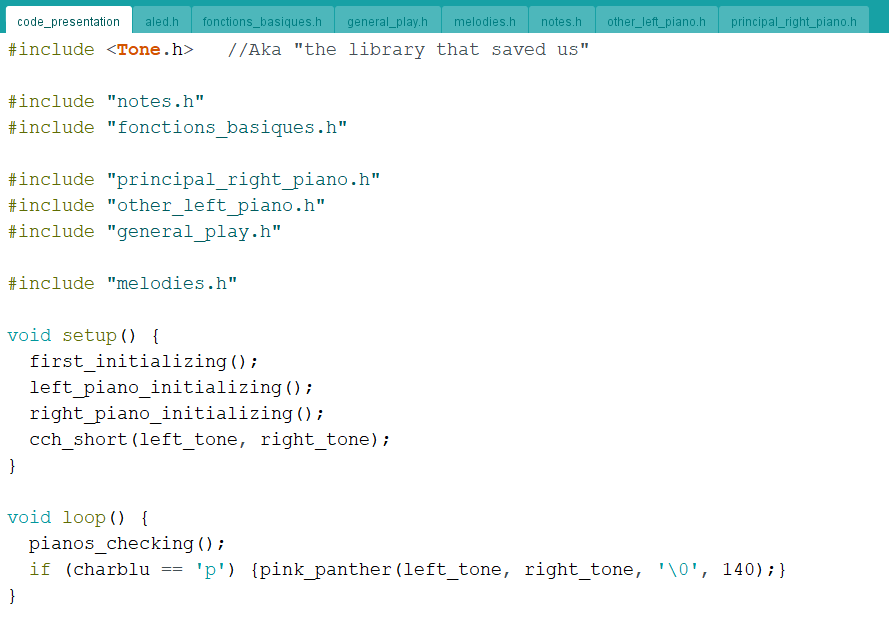 code_presentation aled.h fonctions_basiques.h general_play.h melodies.h notes.h other_left_piano.h principal_right_piano.h
#include <Tone.h>   //Aka "the library that saved us"
#include "notes.h"
#include "fonctions_basiques.h"
#include "principal_right_piano.h"
#include "other_left_piano.h"
#include "general_play.h"
#include "melodies.h"
void setup() {
  first_initializing();
  left_piano_initializing();
  right_piano_initializing();
  cch_short(left_tone, right_tone);
}
void loop() {
  pianos_checking();
  if (charblu == 'p') {pink_panther(left_tone, right_tone, '\0', 140);}
}